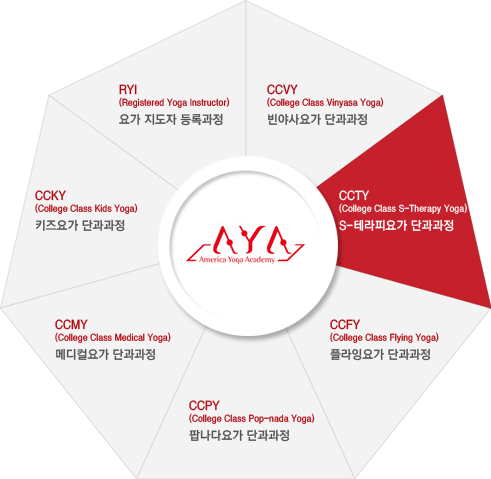 RYI
(Registered Yoga Instructor)
요가 지도자 등록과정
CCVY
(College Class Vinyasa Yoga)
빈야사요가 단과과정
CCKY
(College Class Kids Yoga)
키즈요가 단과과정
CCTY
(College Class S-Therapy Yoga)
S-테라피요가 단과과정
AYA
America Yoga Academy
CCMY
(College Class Medical Yoga)
메디컬요가 단과과정
CCFY
(College Class Flying Yoga)
플라잉요가 단과과정
CCPY
(College Class Pop-nada Yoga)
팝나다요가 단과과정